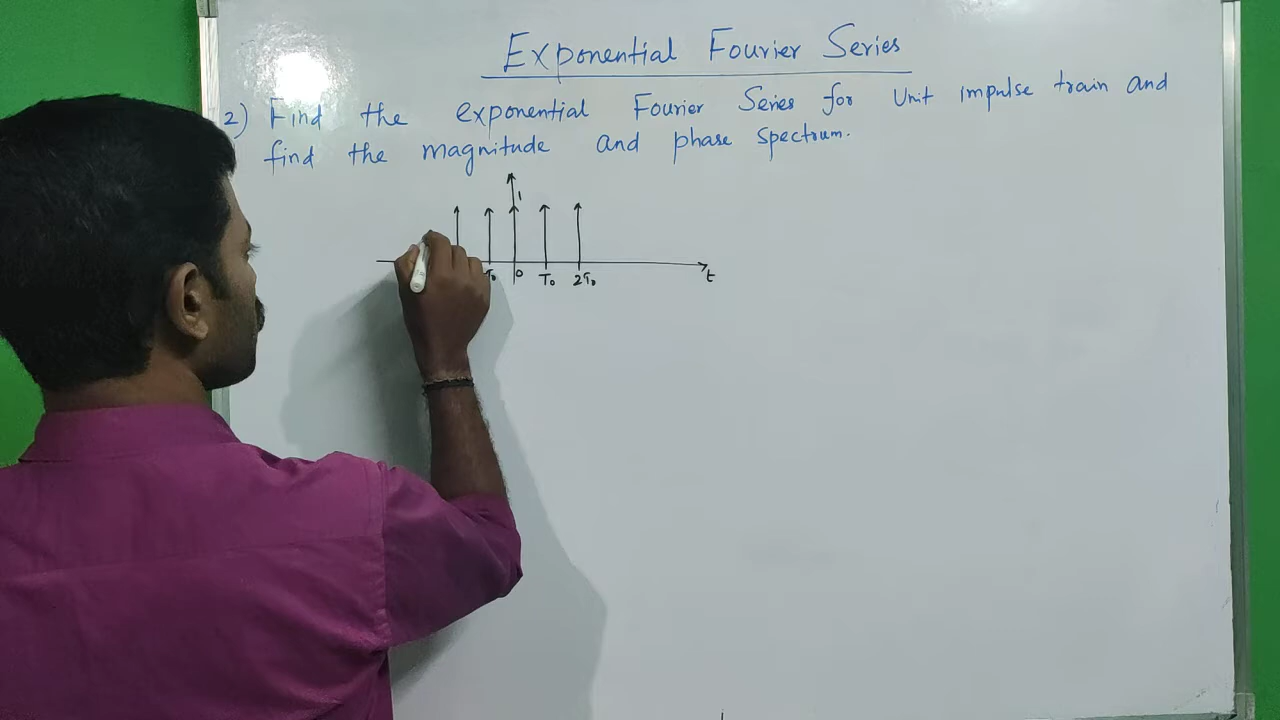 Exponential Fourier Series
2) Find the exponential Fourier Series for Unit impulse train and
find the magnitude and phase spectrum.
1
0 T₀ 2T₀ t